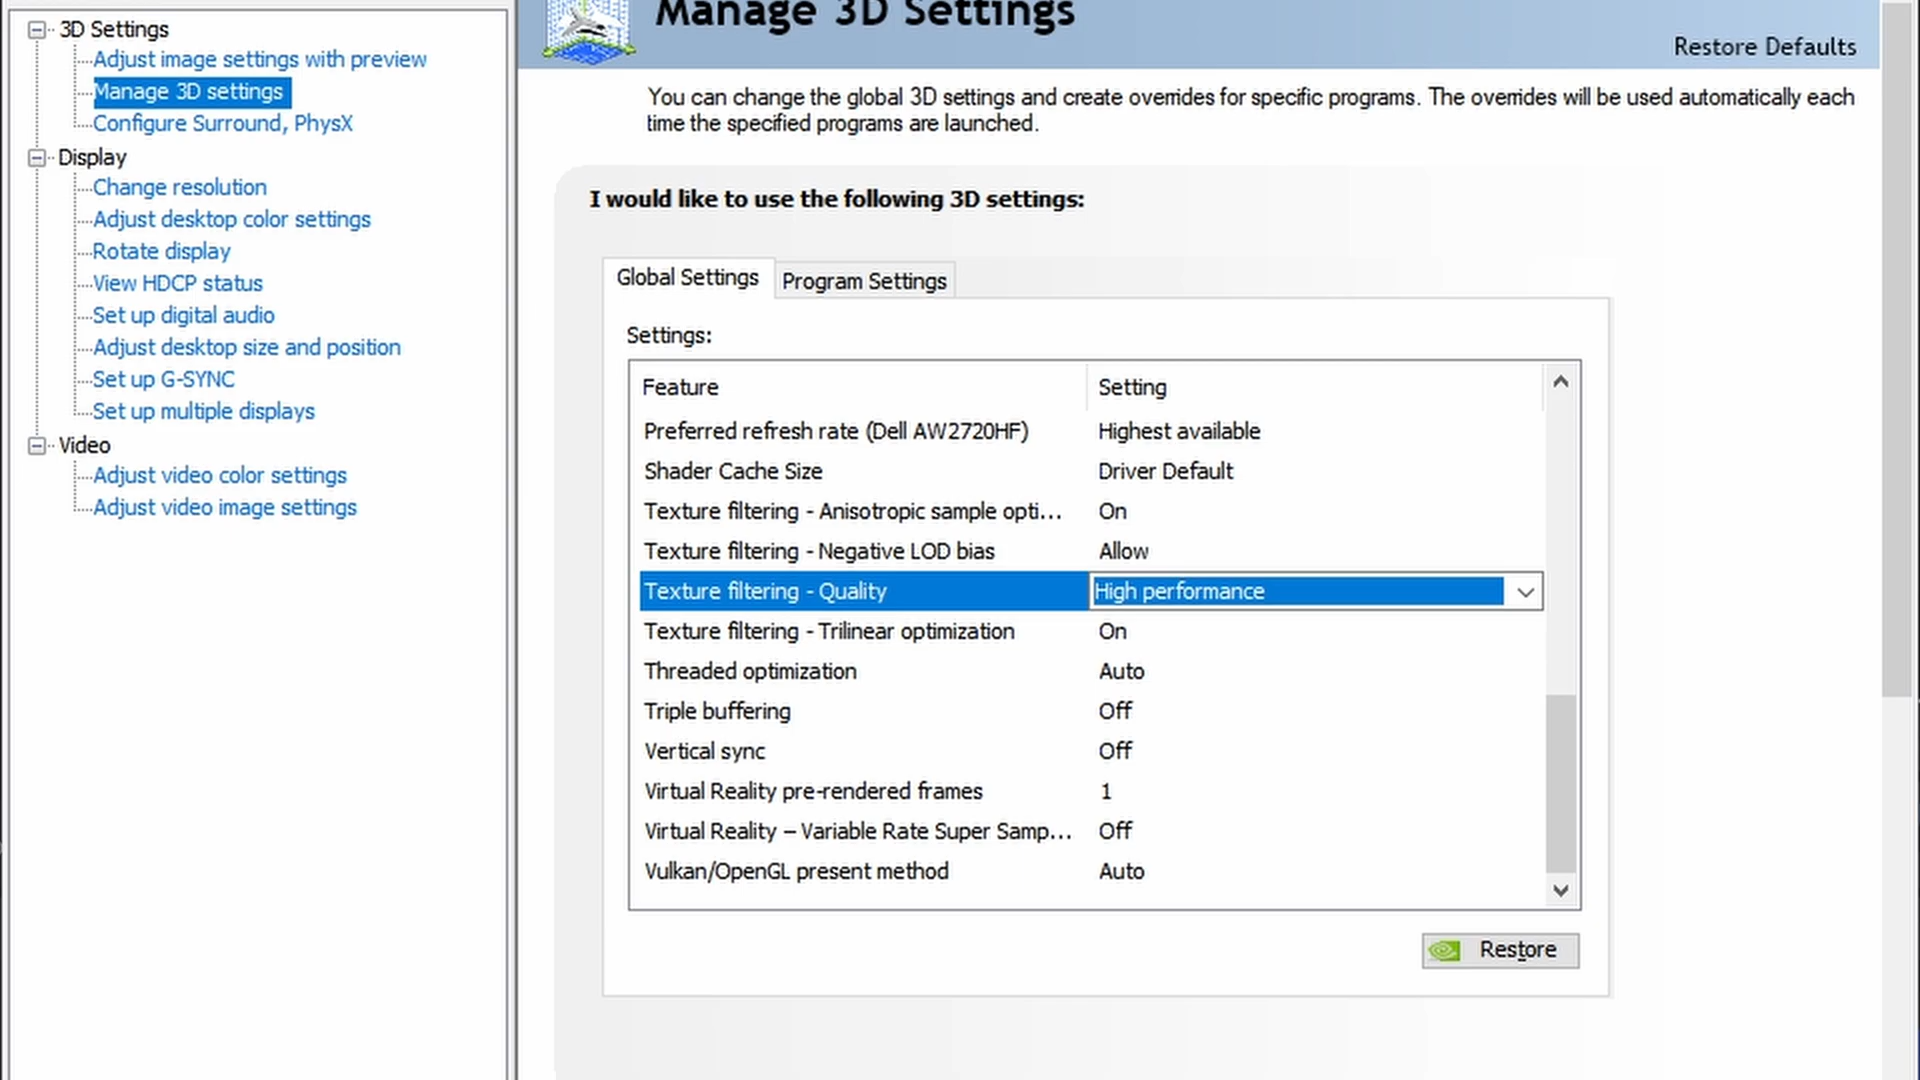 3D Settings
Adjust image settings with preview
Manage 3D settings
Configure Surround, PhysX
Display
Change resolution
Adjust desktop color settings
Rotate display
View HDCP status
Set up digital audio
Adjust desktop size and position
Set up G-SYNC
Set up multiple displays
Video
Adjust video color settings
Adjust video image settings
Manage 3D Settings
Restore Defaults
You can change the global 3D settings and create overrides for specific programs. The overrides will be used automatically each
time the specified programs are launched.
I would like to use the following 3D settings:
Global Settings Program Settings
Settings:
Feature Setting
Preferred refresh rate (Dell AW2720HF) Highest available
Shader Cache Size Driver Default
Texture filtering - Anisotropic sample opti... On
Texture filtering - Negative LOD bias Allow
Texture filtering - Quality High performance
Texture filtering - Trilinear optimization On
Threaded optimization Auto
Triple buffering Off
Vertical sync Off
Virtual Reality pre-rendered frames 1
Virtual Reality – Variable Rate Super Samp... Off
Vulkan/OpenGL present method Auto
Restore